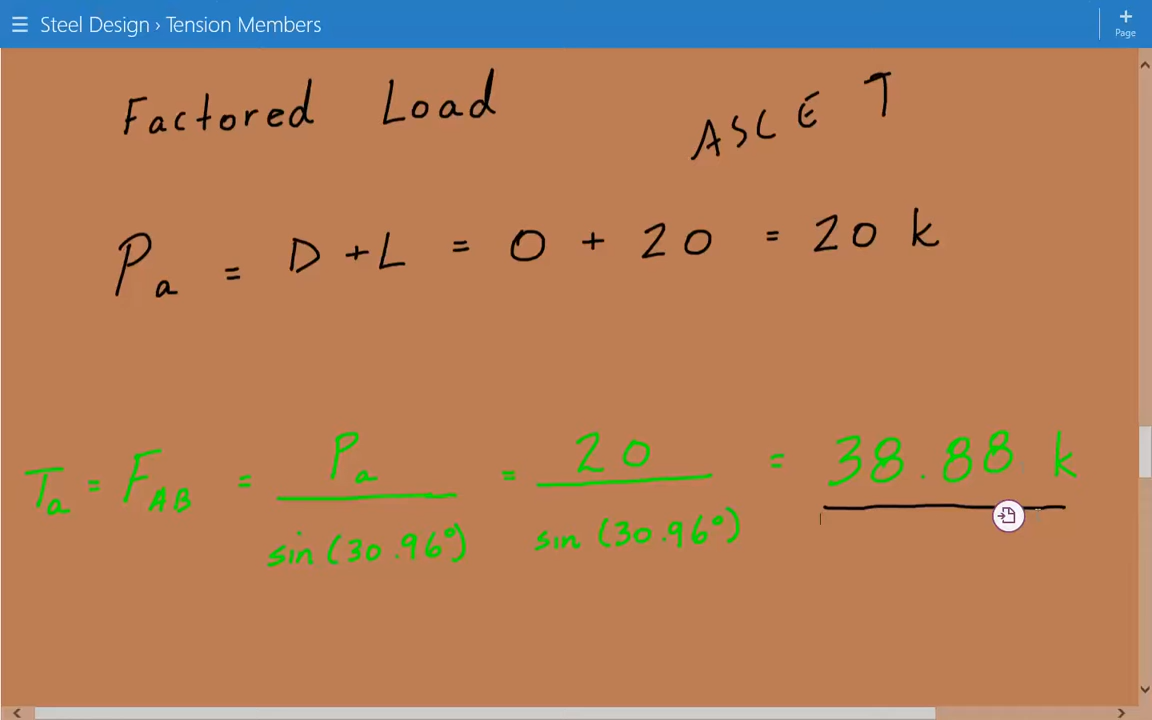 Steel Design › Tension Members
Page
Factored Load
ASCE 7
Pa = D + L = 0 + 20 = 20 k
Ta = FAB = Pa / sin (30.96°) = 20 / sin (30.96°) = 38.88 k